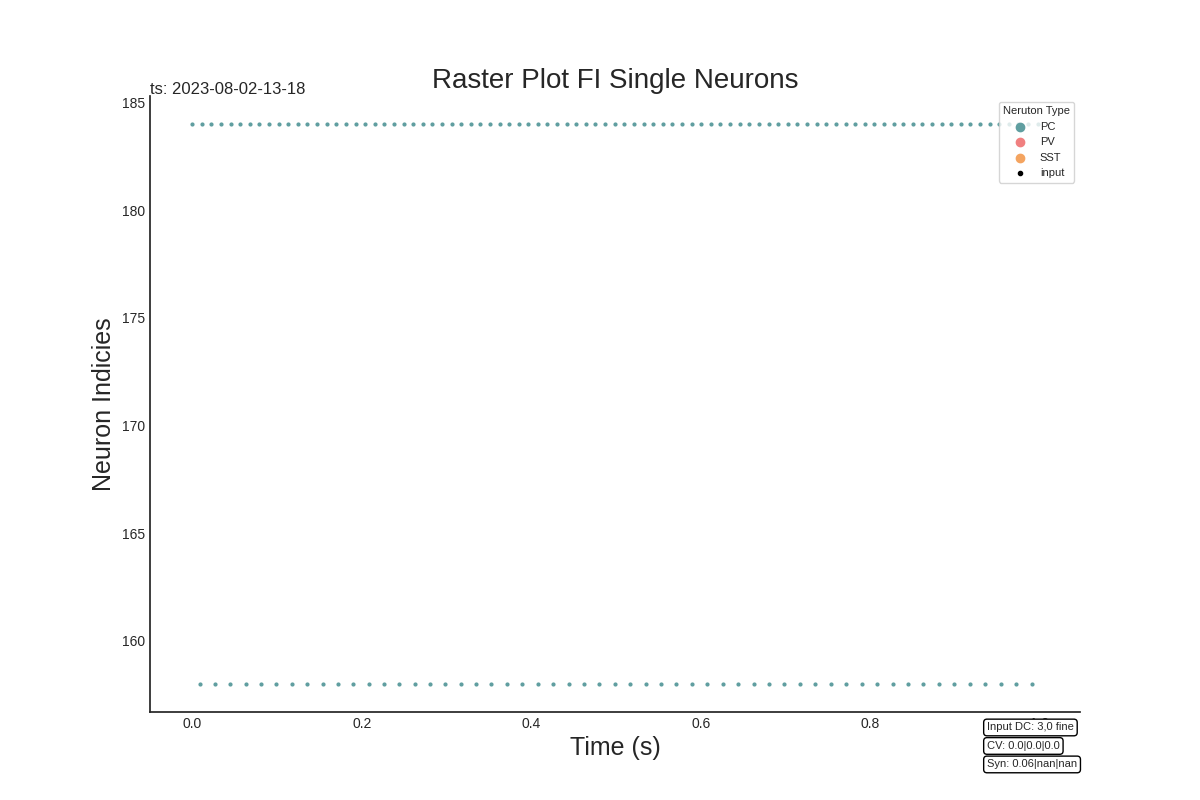 Raster Plot FI Single Neurons
ts: 2023-08-02-13-18
185
180
175
170
165
160
Neuron Indicies
Neruton Type
PC
PV
SST
input
0.0 0.2 0.4 0.6 0.8
Time (s)
Input DC: 3,0 fine
CV: 0.0|0.0|0.0
Syn: 0.06|nan|nan